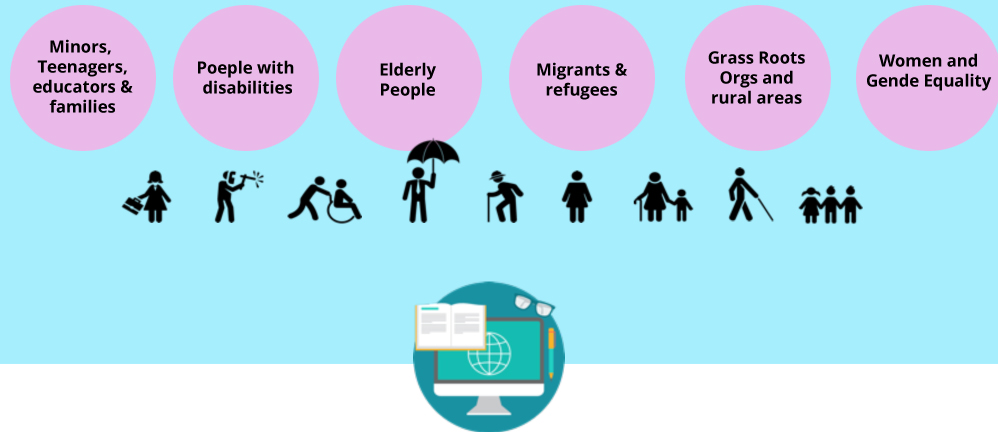 Minors,
Teenagers,
educators &
families
Poeple with
disabilities
Elderly
People
Migrants &
refugees
Grass Roots
Orgs and
rural areas
Women and
Gende Equality